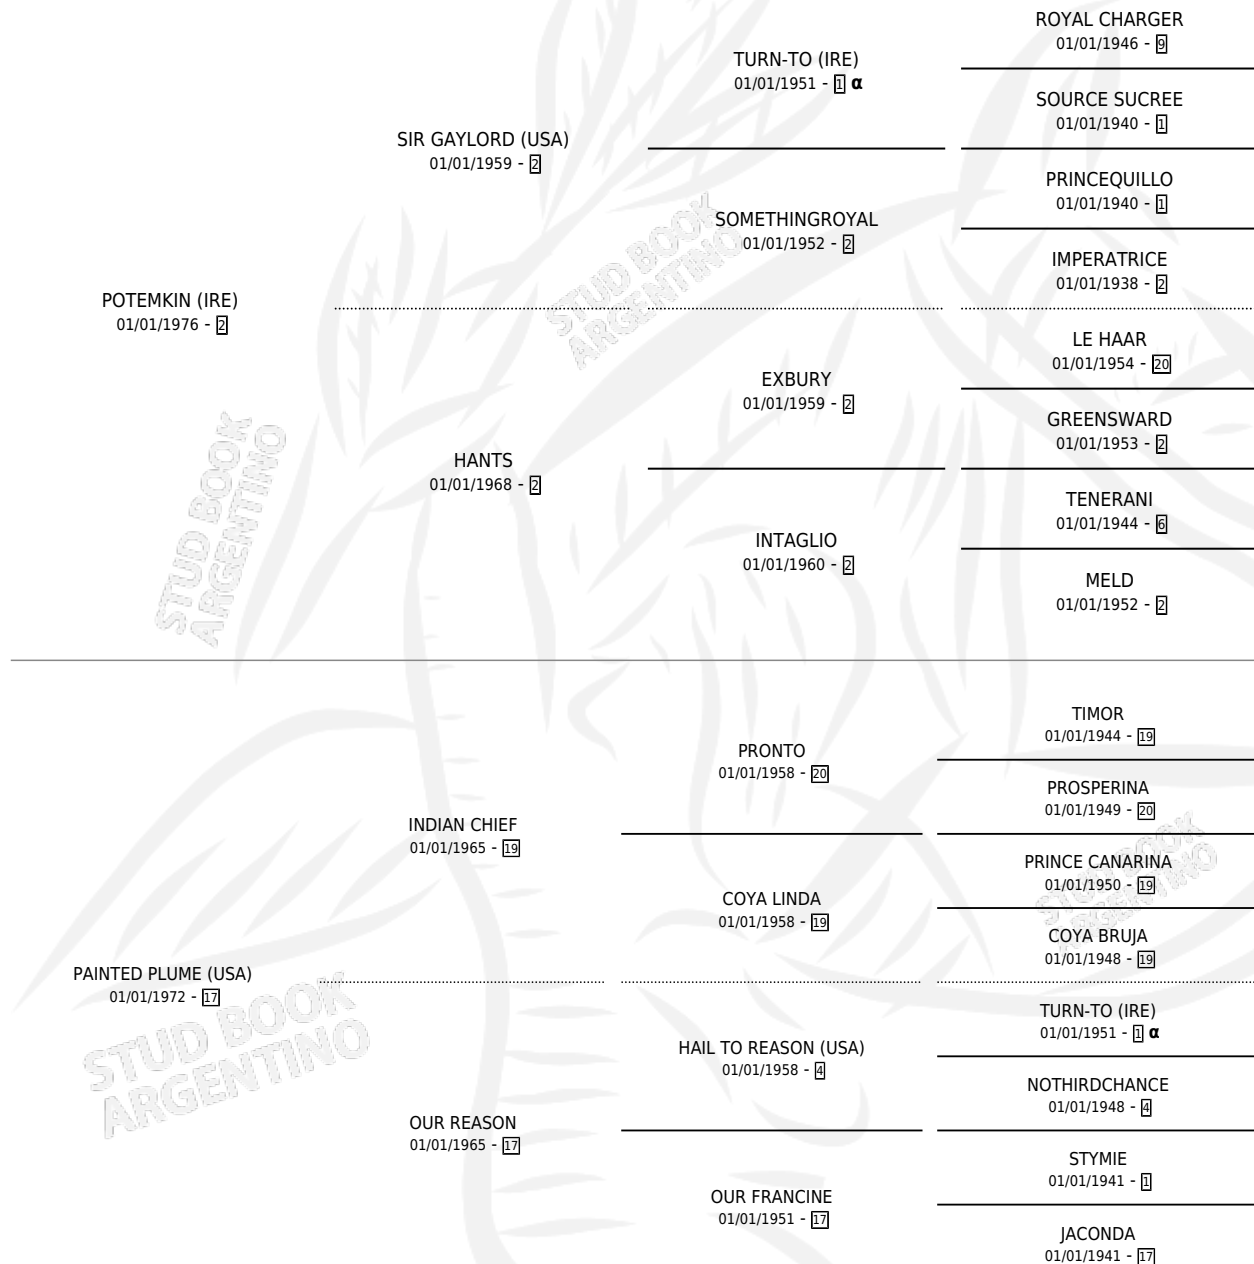 ROYAL CHARGER
01/01/1946 - 9
TURN-TO (IRE)
01/01/1951 - 1 α
SOURCE SUCREE
01/01/1940 - 1
SIR GAYLORD (USA)
01/01/1959 - 2
PRINCEQUILLO
01/01/1940 - 1
SOMETHINGROYAL
01/01/1952 - 2
IMPERATRICE
01/01/1938 - 2
POTEMKIN (IRE)
01/01/1976 - 2
STUD BOOK
ARGENTINO
LE HAAR
01/01/1954 - 20
EXBURY
01/01/1959 - 2
GREENSWARD
01/01/1953 - 2
HANTS
01/01/1968 - 2
STUD BOOK
ARGENTINO
TENERANI
01/01/1944 - 6
INTAGLIO
01/01/1960 - 2
MELD
01/01/1952 - 2
TIMOR
01/01/1944 - 19
PRONTO
01/01/1958 - 20
PROSPERINA
01/01/1949 - 20
INDIAN CHIEF
01/01/1965 - 19
PRINCE CANARINA
01/01/1950 - 19
STUD BOOK
ARGENTINO
COYA LINDA
01/01/1958 - 19
COYA BRUJA
01/01/1948 - 19
PAINTED PLUME (USA)
01/01/1972 - 17
STUD BOOK
ARGENTINO
TURN-TO (IRE)
01/01/1951 - 1 α
HAIL TO REASON (USA)
01/01/1958 - 4
NOTHIRDCHANCE
01/01/1948 - 4
OUR REASON
01/01/1965 - 17
STYMIE
01/01/1941 - 1
OUR FRANCINE
01/01/1951 - 17
JACONDA
01/01/1941 - 17